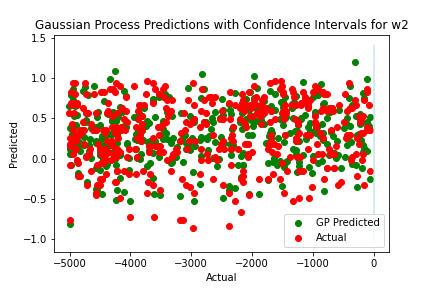 Gaussian Process Predictions with Confidence Intervals for w2
1.5
1.0
0.5
0.0
−0.5
−1.0
Predicted
GP Predicted
Actual
−5000 −4000 −3000 −2000 −1000 0
Actual